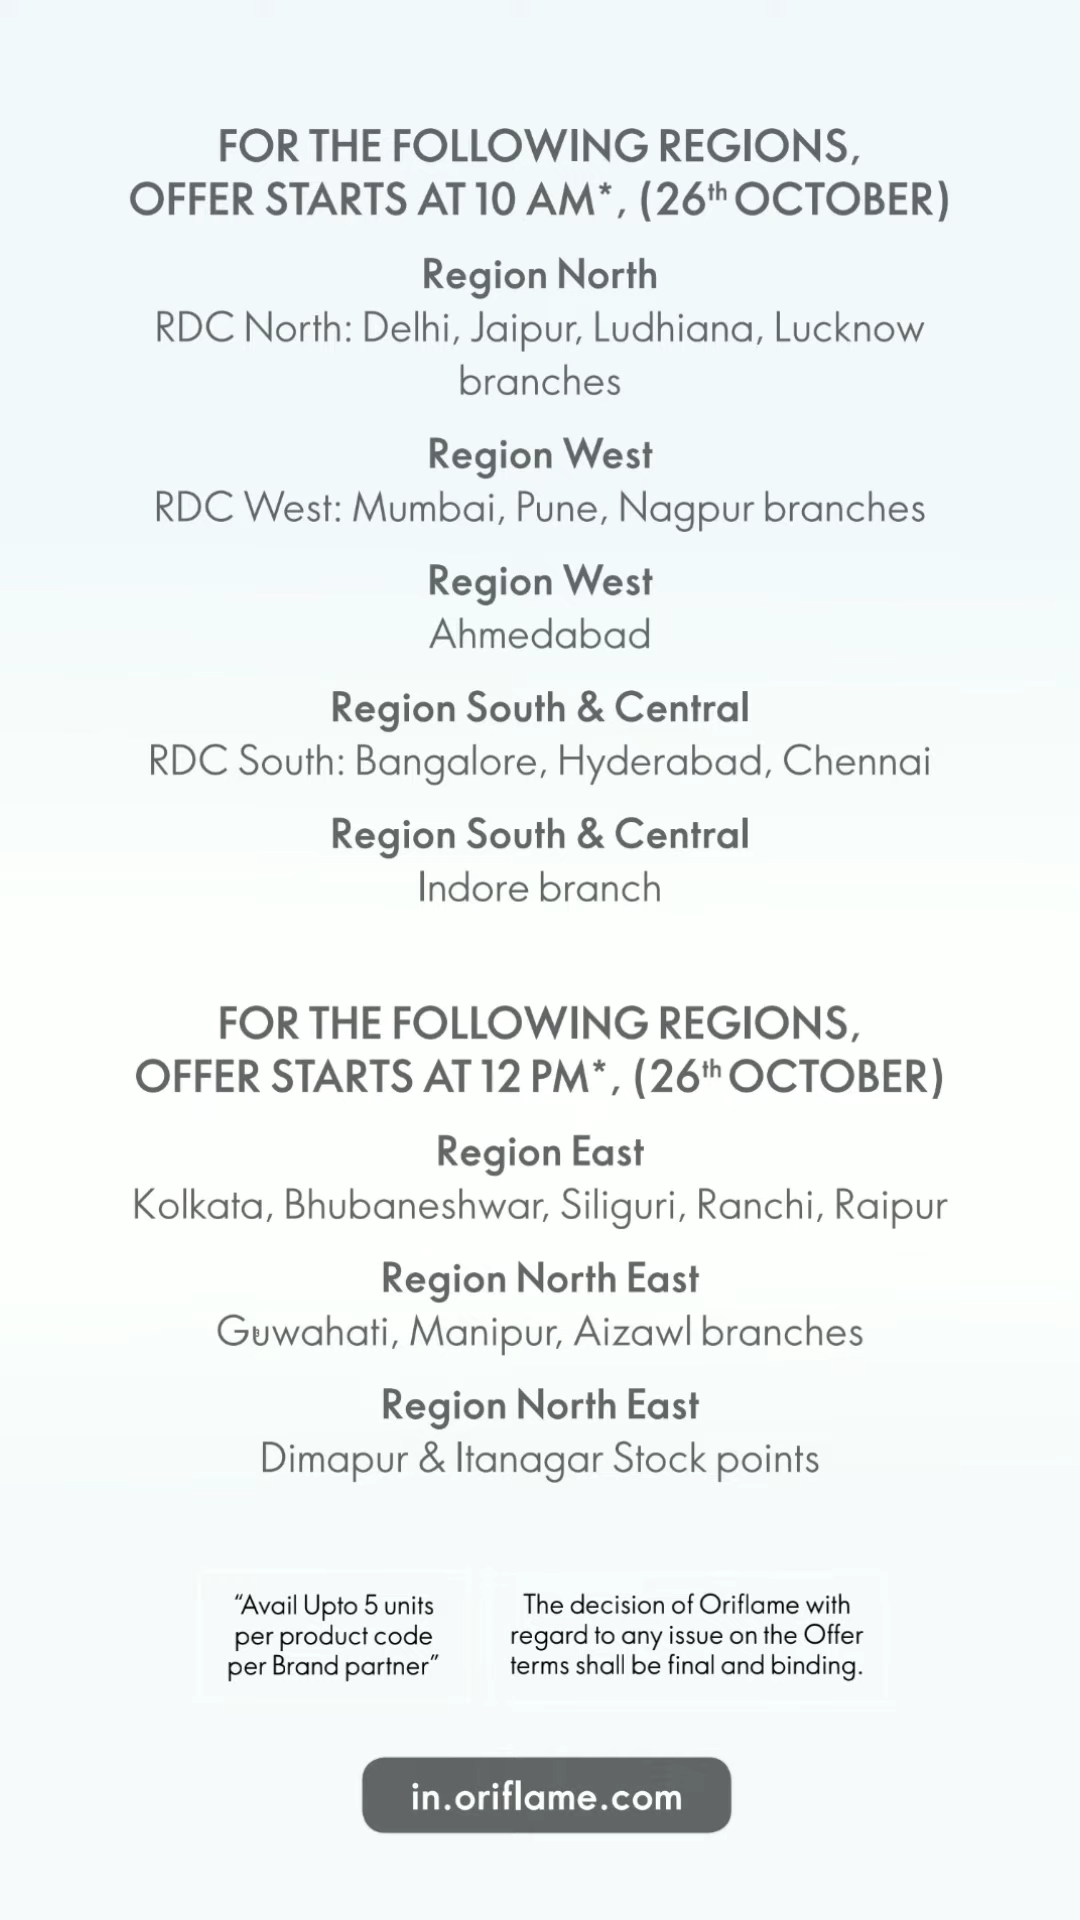 FOR THE FOLLOWING REGIONS,
OFFER STARTS AT 10 AM*, (26th OCTOBER)
Region North
RDC North: Delhi, Jaipur, Ludhiana, Lucknow
branches
Region West
RDC West: Mumbai, Pune, Nagpur branches
Region West
Ahmedabad
Region South & Central
RDC South: Bangalore, Hyderabad, Chennai
Region South & Central
Indore branch
FOR THE FOLLOWING REGIONS,
OFFER STARTS AT 12 PM*, (26th OCTOBER)
Region East
Kolkata, Bhubaneshwar, Siliguri, Ranchi, Raipur
Region North East
Guwahati, Manipur, Aizawl branches
Region North East
Dimapur & Itanagar Stock points
“Avail Upto 5 units
per product code
per Brand partner”
The decision of Oriflame with
regard to any issue on the Offer
terms shall be final and binding.
in.oriflame.com